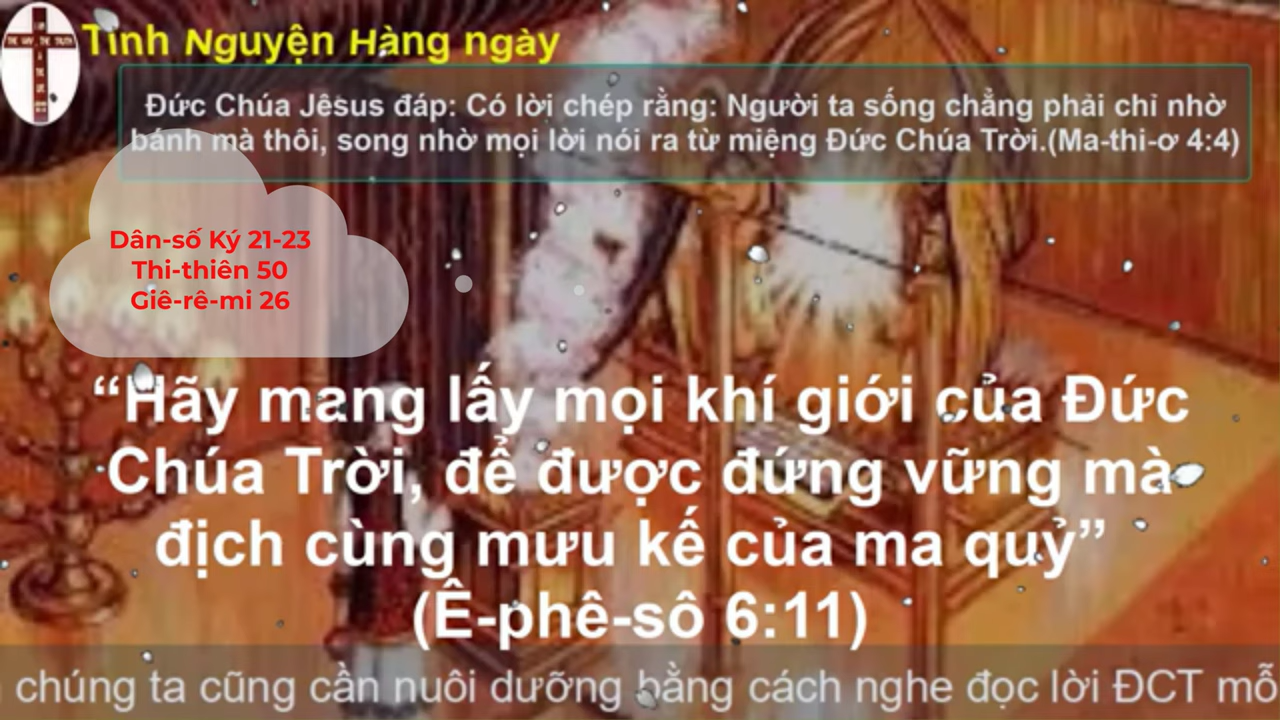 Tĩnh Nguyện Hàng ngày
Đức Chúa Jêsus đáp: Có lời chép rằng: Người ta sống chẳng phải chỉ nhờ
bánh mà thôi, song nhờ mọi lời nói ra từ miệng Đức Chúa Trời.(Ma-thi-ơ 4:4)
Dân-số Ký 21-23
Thi-thiên 50
Giê-rê-mi 26
“Hãy mang lấy mọi khí giới của Đức
Chúa Trời, để được đứng vững mà
địch cùng mưu kế của ma quỷ”
(Ê-phê-sô 6:11)
chúng ta cũng cần nuôi dưỡng bằng cách nghe đọc lời ĐCT mỗ